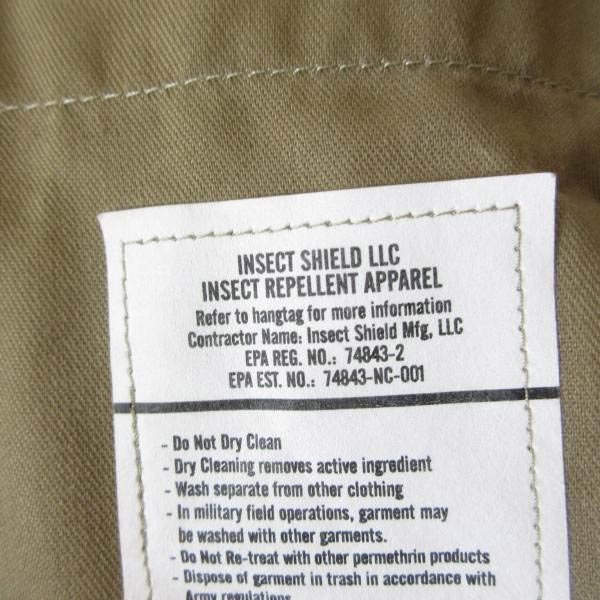 INSECT SHIELD LLC
INSECT REPELLENT APPAREL
Refer to hangtag for more information
Contractor Name: Insect Shield Mfg, LLC
EPA REG. NO.: 74843-2
EPA EST. NO.: 74843-NC-001
- Do Not Dry Clean
- Dry Cleaning removes active ingredient
- Wash separate from other clothing
- In military field operations, garment may
be washed with other garments.
- Do Not Re-treat with other permethrin products
- Dispose of garment in trash in accordance with
Army regulations